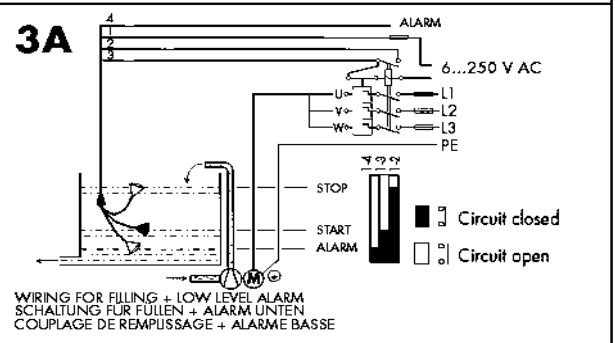 3A
4
1
2
3
ALARM
6...250 V AC
U
V
W
L1
L2
L3
PE
STOP
START
ALARM
M
4 3 2
Circuit closed
Circuit open
WIRING FOR FILLING + LOW LEVEL ALARM
SCHALTUNG FÜR FÜLLEN + ALARM UNTEN
COUPLAGE DE REMPLISSAGE + ALARME BASSE